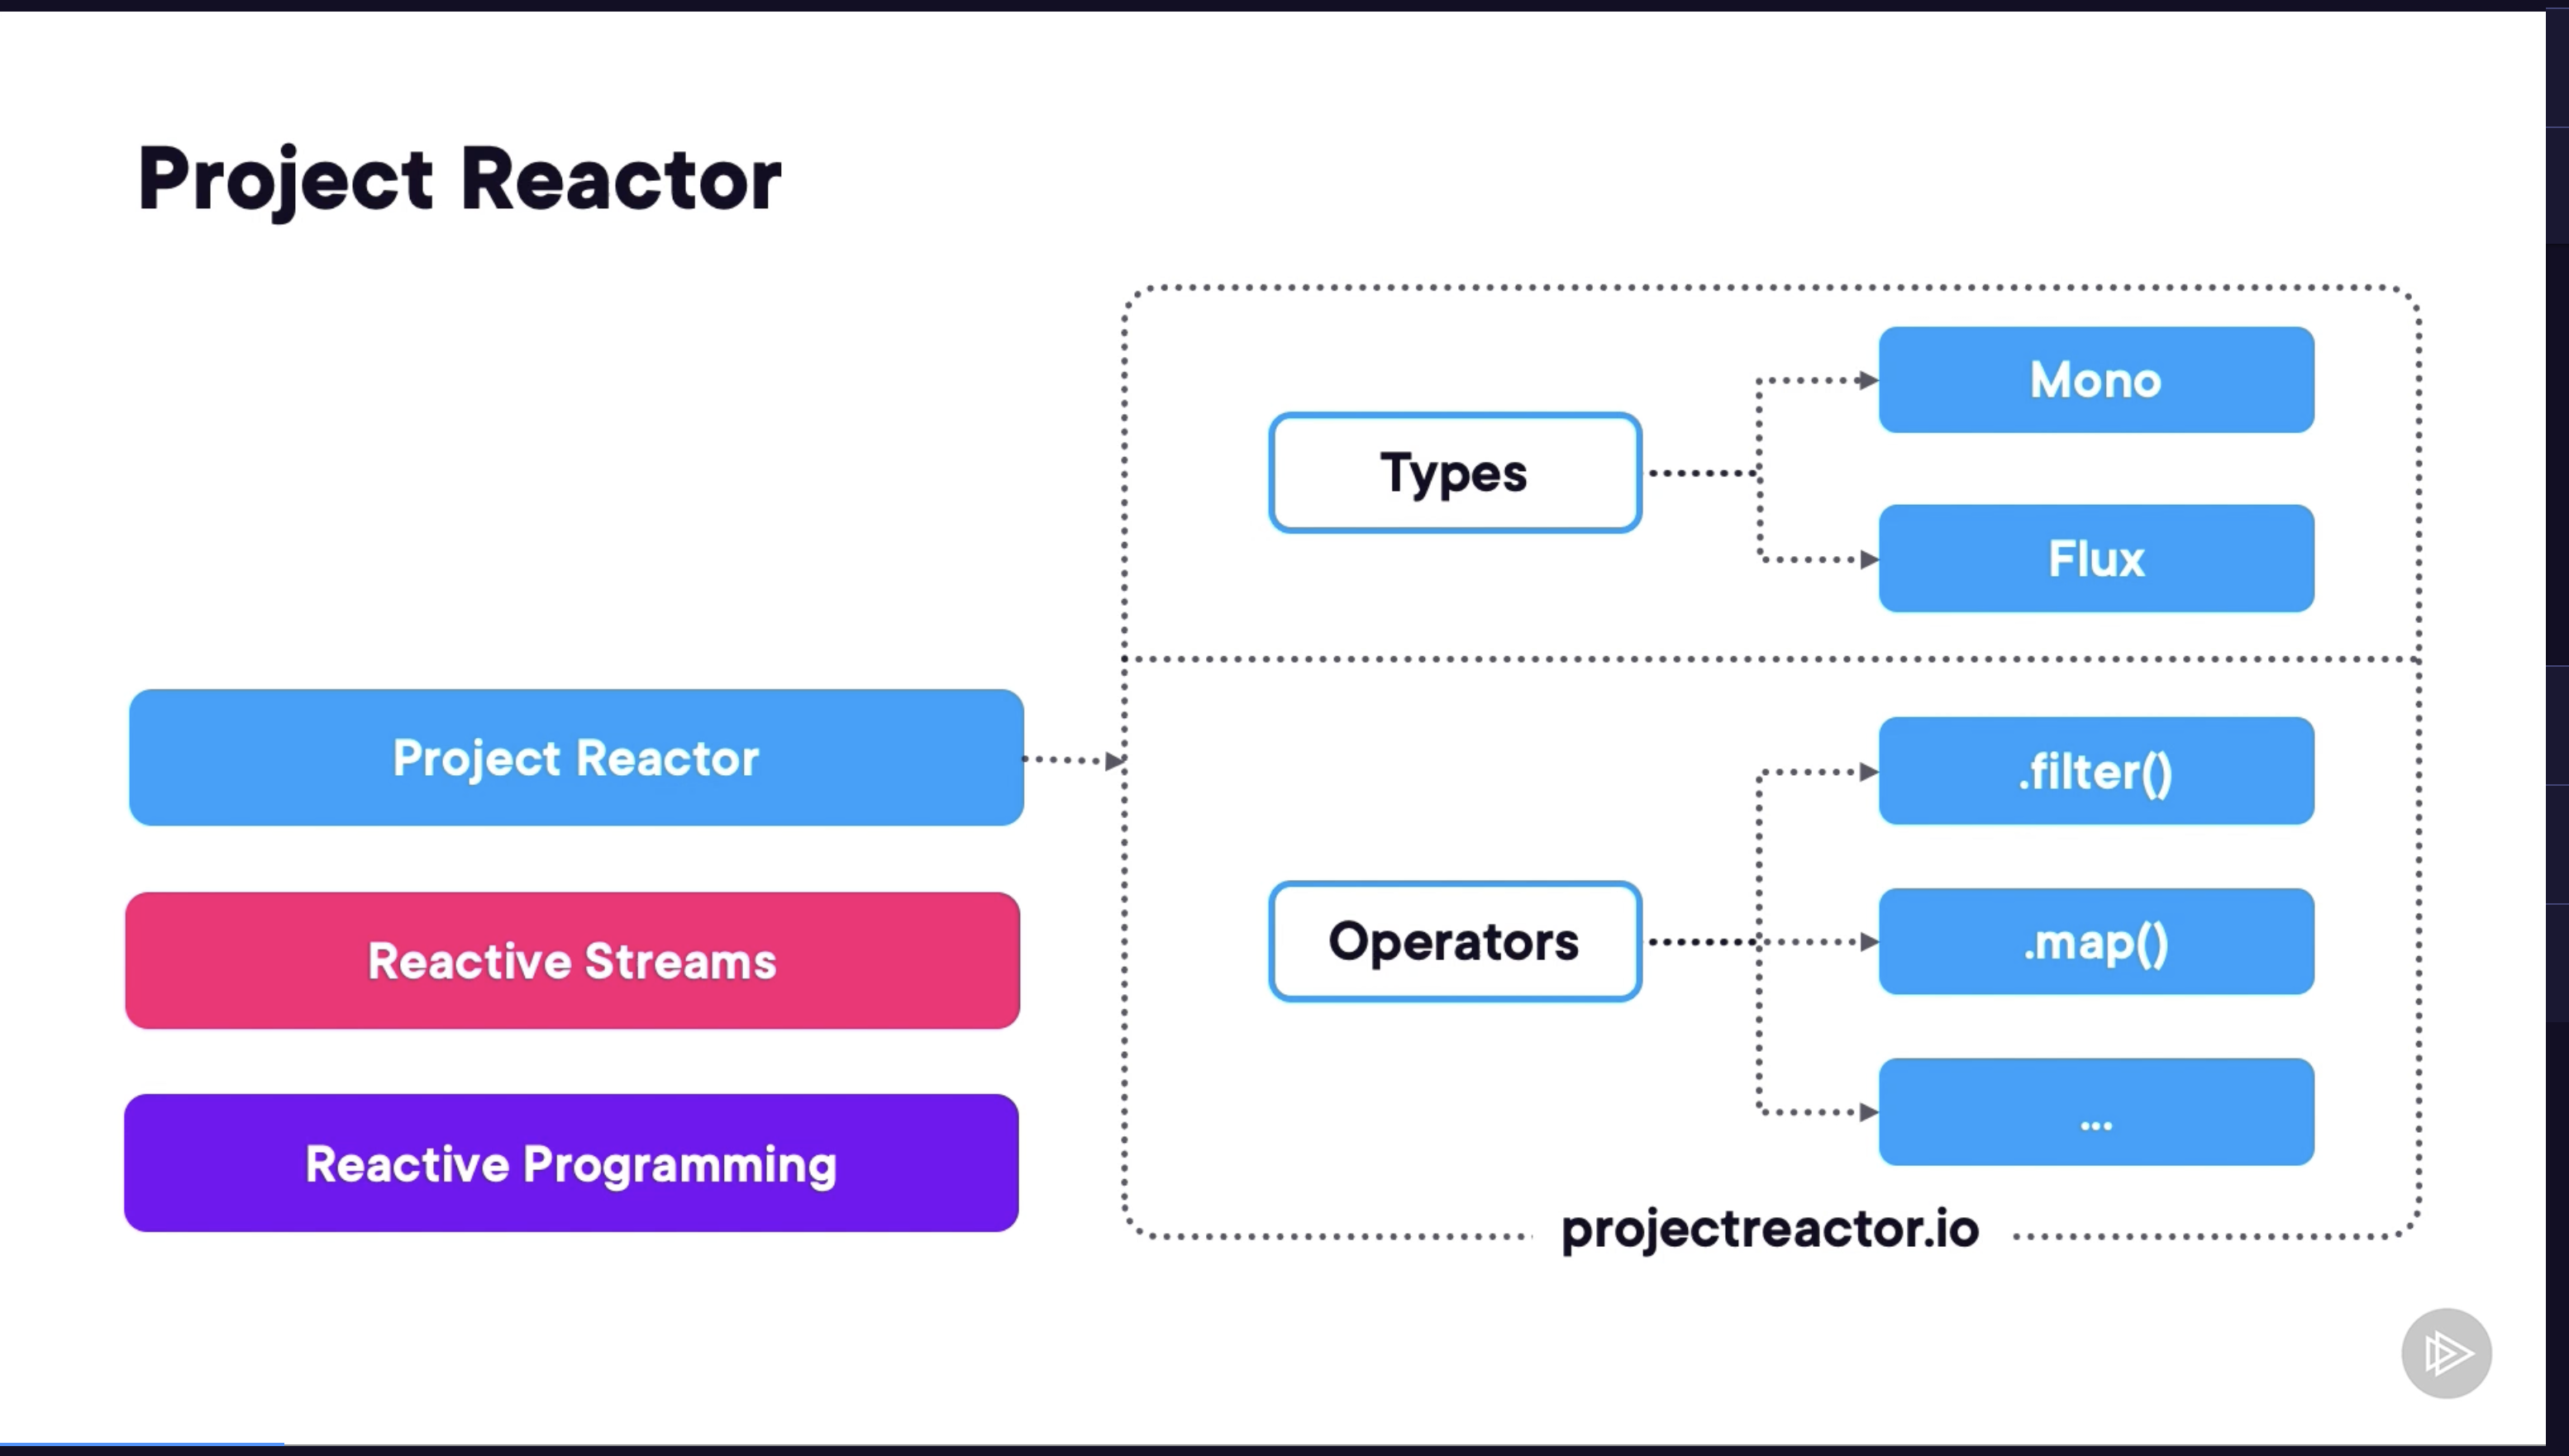 Project Reactor
Project Reactor
Reactive Streams
Reactive Programming
Types
Mono
Flux
Operators
.filter()
.map()
...
projectreactor.io